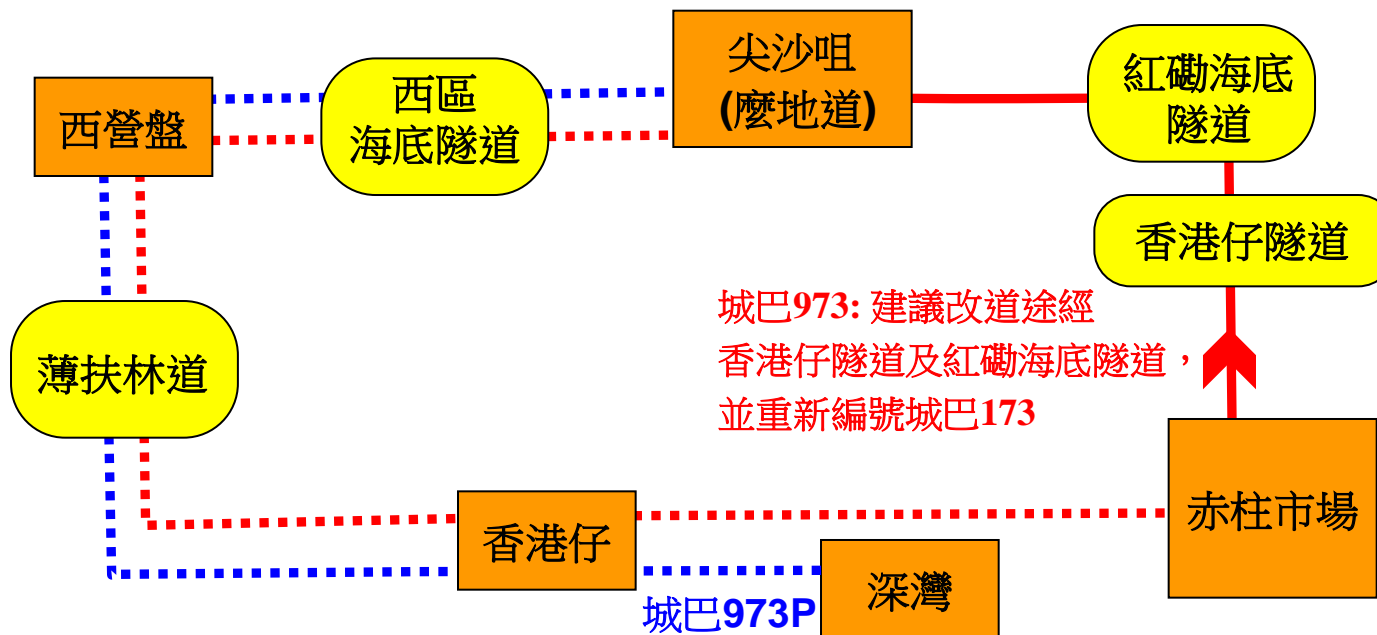 尖沙咀
(麼地道)
紅磡海底
隧道
西區
海底隧道
西營盤
香港仔隧道
城巴973: 建議改道途經
香港仔隧道及紅磡海底隧道，
並重新編號城巴173
薄扶林道
赤柱市場
香港仔
深灣
城巴973P